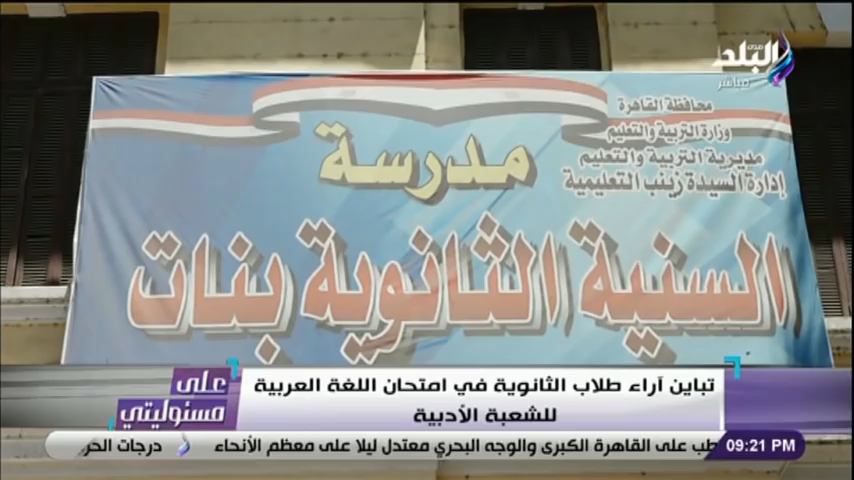 صدى
البلد
مباشر
محافظة القاهرة
وزارة التربية والتعليم
مديرية التربية والتعليم
إدارة السيدة زينب التعليمية
مدرسة
السنية الثانوية بنات
على
مسئوليتي
تباين آراء طلاب الثانوية في امتحان اللغة العربية
للشعبة الأدبية
على القاهرة الكبرى والوجه البحري معتدل ليلا على معظم الأنحاء
درجات
09:21 PM